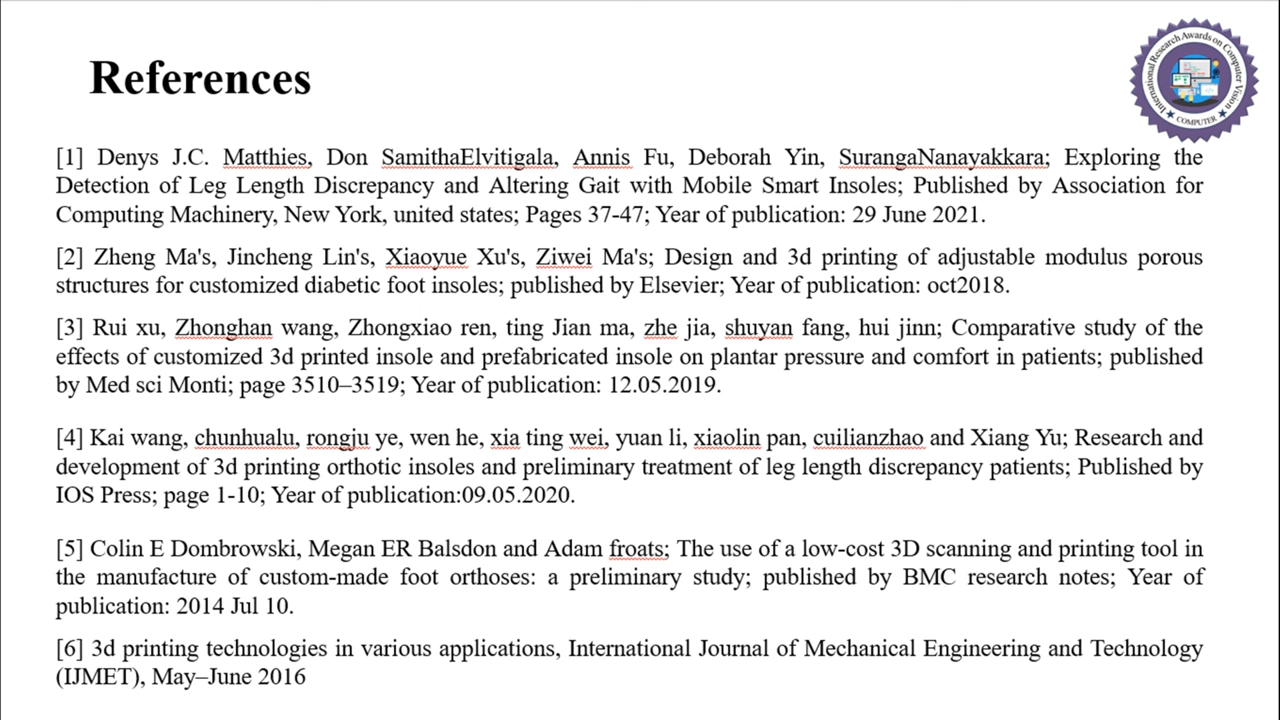 References
International Research Awards on Computer Vision
COMPUTER
[1] Denys J.C. Matthies, Don SamithaElvitigala, Annis Fu, Deborah Yin, SurangaNanayakkara; Exploring the
Detection of Leg Length Discrepancy and Altering Gait with Mobile Smart Insoles; Published by Association for
Computing Machinery, New York, united states; Pages 37-47; Year of publication: 29 June 2021.
[2] Zheng Ma's, Jincheng Lin's, Xiaoyue Xu's, Ziwei Ma's; Design and 3d printing of adjustable modulus porous
structures for customized diabetic foot insoles; published by Elsevier; Year of publication: oct2018.
[3] Rui xu, Zhonghan wang, Zhongxiao ren, ting Jian ma, zhe jia, shuyan fang, hui jinn; Comparative study of the
effects of customized 3d printed insole and prefabricated insole on plantar pressure and comfort in patients; published
by Med sci Monti; page 3510–3519; Year of publication: 12.05.2019.
[4] Kai wang, chunhualu, rongju ye, wen he, xia ting wei, yuan li, xiaolin pan, cuilianzhao and Xiang Yu; Research and
development of 3d printing orthotic insoles and preliminary treatment of leg length discrepancy patients; Published by
IOS Press; page 1-10; Year of publication:09.05.2020.
[5] Colin E Dombrowski, Megan ER Balsdon and Adam froats; The use of a low-cost 3D scanning and printing tool in
the manufacture of custom-made foot orthoses: a preliminary study; published by BMC research notes; Year of
publication: 2014 Jul 10.
[6] 3d printing technologies in various applications, International Journal of Mechanical Engineering and Technology
(IJMET), May–June 2016